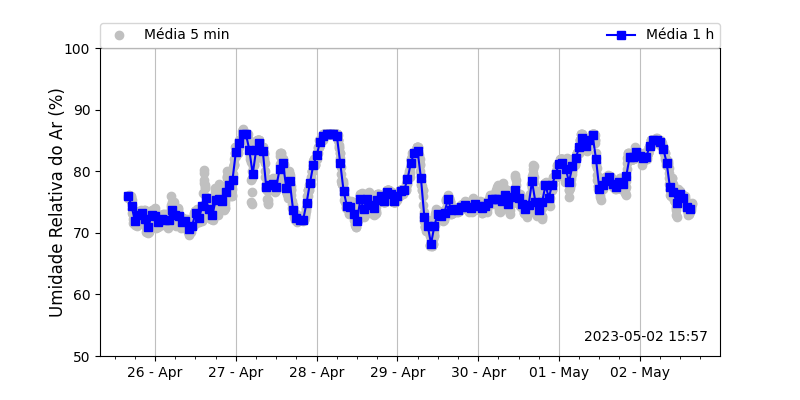 Média 5 min
Média 1 h
100
90
80
70
60
50
Umidade Relativa do Ar (%)
2023-05-02 15:57
26 - Apr
27 - Apr
28 - Apr
29 - Apr
30 - Apr
01 - May
02 - May